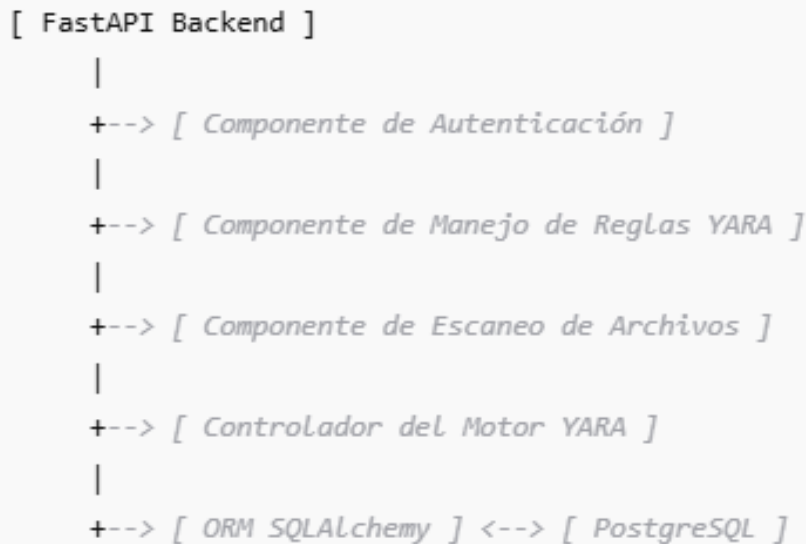 [ FastAPI Backend ]
|
+--> [ Componente de Autenticación ]
|
+--> [ Componente de Manejo de Reglas YARA ]
|
+--> [ Componente de Escaneo de Archivos ]
|
+--> [ Controlador del Motor YARA ]
|
+--> [ ORM SQLAlchemy ] <--> [ PostgreSQL ]